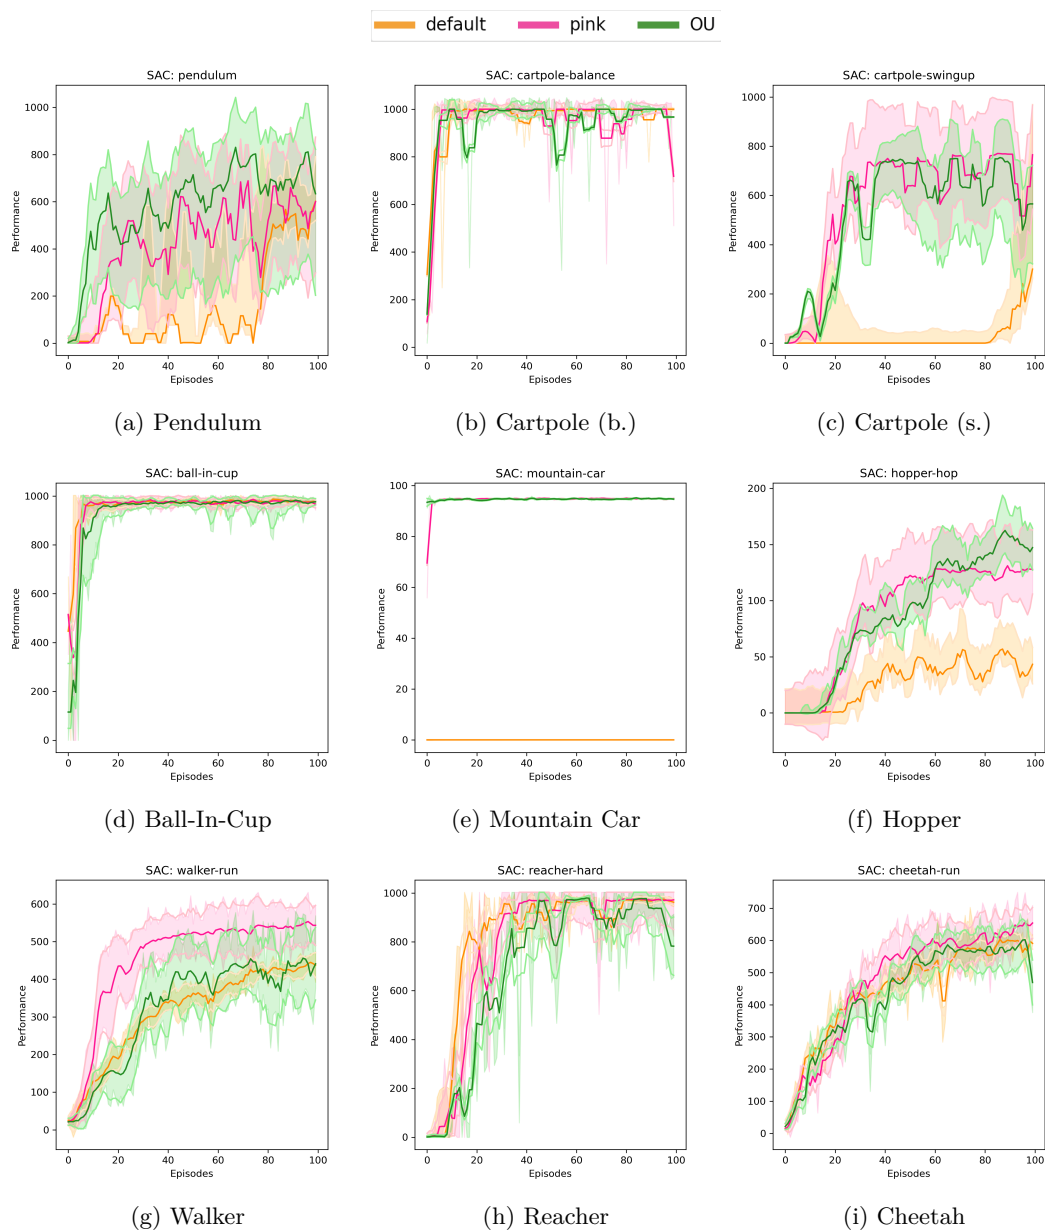 default pink OU
SAC: pendulum
1000
800
600
400
200
0
Performance
0 20 40 60 80 100
Episodes
(a) Pendulum
SAC: cartpole-balance
1000
800
600
400
200
0
Performance
0 20 40 60 80 100
Episodes
(b) Cartpole (b.)
SAC: cartpole-swingup
1000
800
600
400
200
0
Performance
0 20 40 60 80 100
Episodes
(c) Cartpole (s.)
SAC: ball-in-cup
1000
800
600
400
200
0
Performance
0 20 40 60 80 100
Episodes
(d) Ball-In-Cup
SAC: mountain-car
100
80
60
40
20
0
Performance
0 20 40 60 80 100
Episodes
(e) Mountain Car
SAC: hopper-hop
200
150
100
50
0
Performance
0 20 40 60 80 100
Episodes
(f) Hopper
SAC: walker-run
600
500
400
300
200
100
0
Performance
0 20 40 60 80 100
Episodes
(g) Walker
SAC: reacher-hard
1000
800
600
400
200
0
Performance
0 20 40 60 80 100
Episodes
(h) Reacher
SAC: cheetah-run
700
600
500
400
300
200
100
0
Performance
0 20 40 60 80 100
Episodes
(i) Cheetah